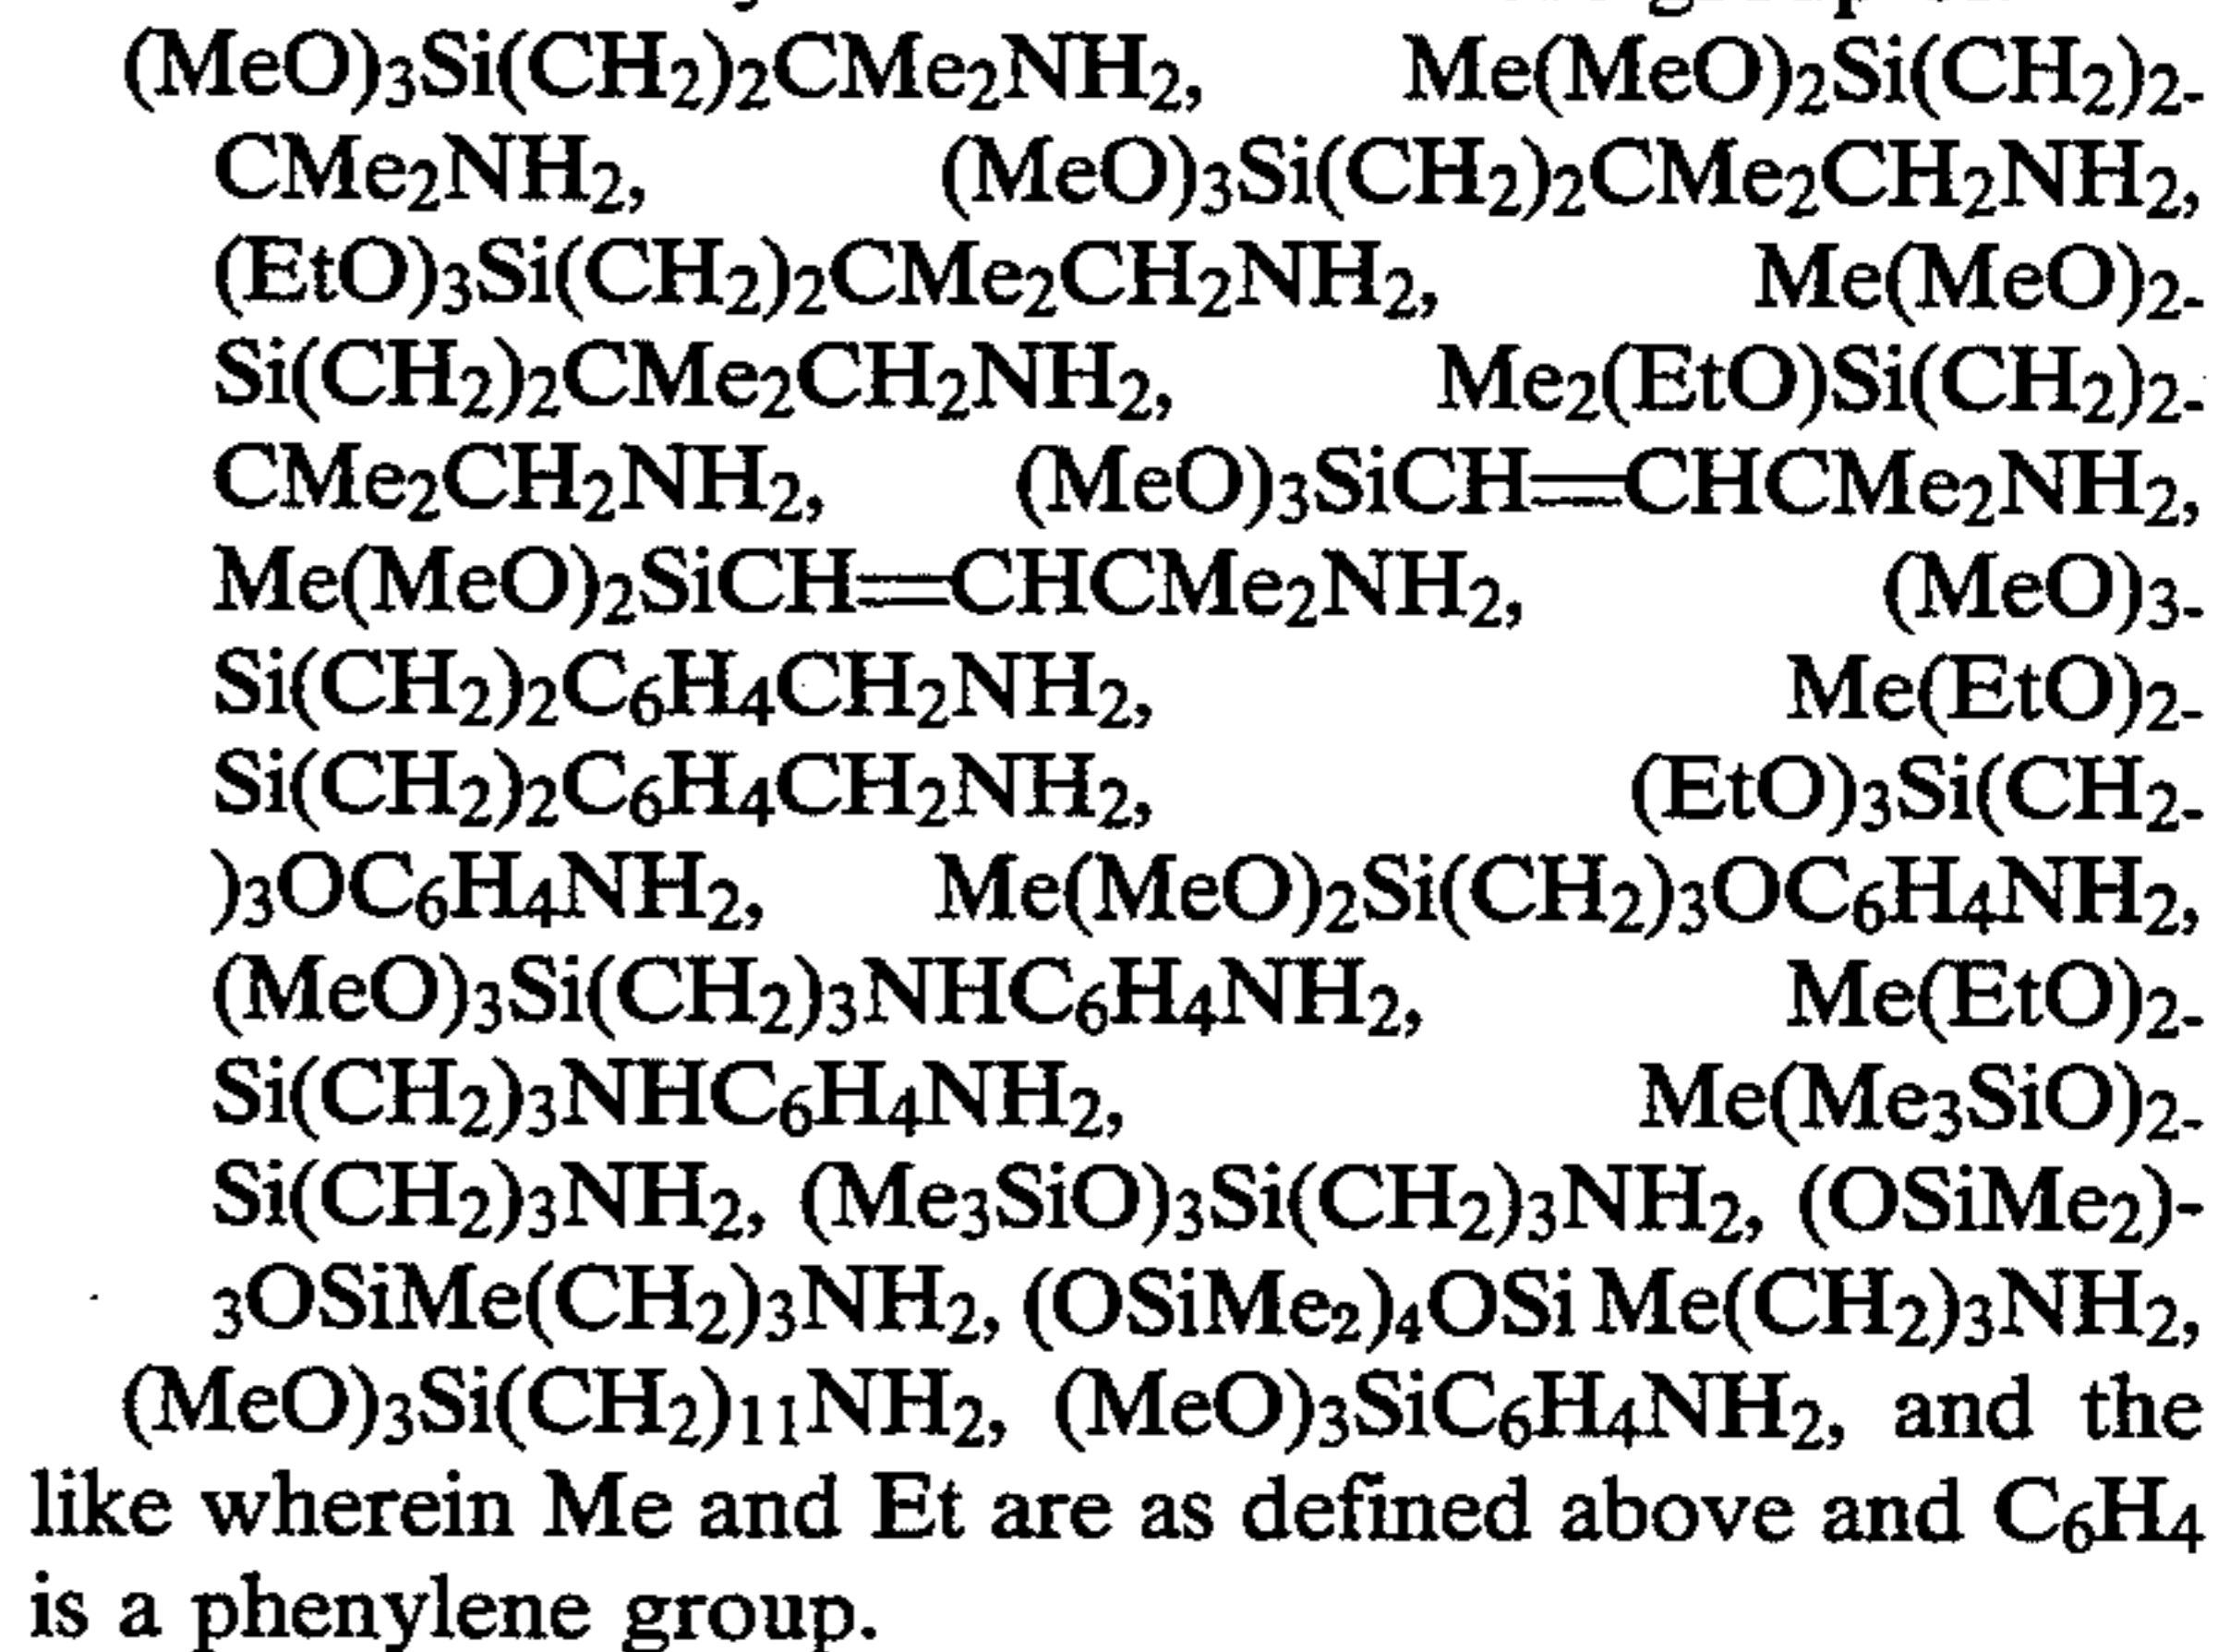 (MeO)₃Si(CH₂)₂CMe₂NH₂, Me(MeO)₂Si(CH₂)₂-
CMe₂NH₂, (MeO)₃Si(CH₂)₂CMe₂CH₂NH₂,
(EtO)₃Si(CH₂)₂CMe₂CH₂NH₂, Me(MeO)₂-
Si(CH₂)₂CMe₂CH₂NH₂, Me₂(EtO)Si(CH₂)₂-
CMe₂CH₂NH₂, (MeO)₃SiCH=CHCMe₂NH₂,
Me(MeO)₂SiCH=CHCMe₂NH₂, (MeO)₃-
Si(CH₂)₂C₆H₄CH₂NH₂, Me(EtO)₂-
Si(CH₂)₂C₆H₄CH₂NH₂, (EtO)₃Si(CH₂-
)₃OC₆H₄NH₂, Me(MeO)₂Si(CH₂)₃OC₆H₄NH₂,
(MeO)₃Si(CH₂)₃NHC₆H₄NH₂, Me(EtO)₂-
Si(CH₂)₃NHC₆H₄NH₂, Me(Me₃SiO)₂-
Si(CH₂)₃NH₂, (Me₃SiO)₃Si(CH₂)₃NH₂, (OSiMe₂)-
₃OSiMe(CH₂)₃NH₂, (OSiMe₂)₄OSi Me(CH₂)₃NH₂,
(MeO)₃Si(CH₂)₁₁NH₂, (MeO)₃SiC₆H₄NH₂, and the
like wherein Me and Et are as defined above and C₆H₄
is a phenylene group.